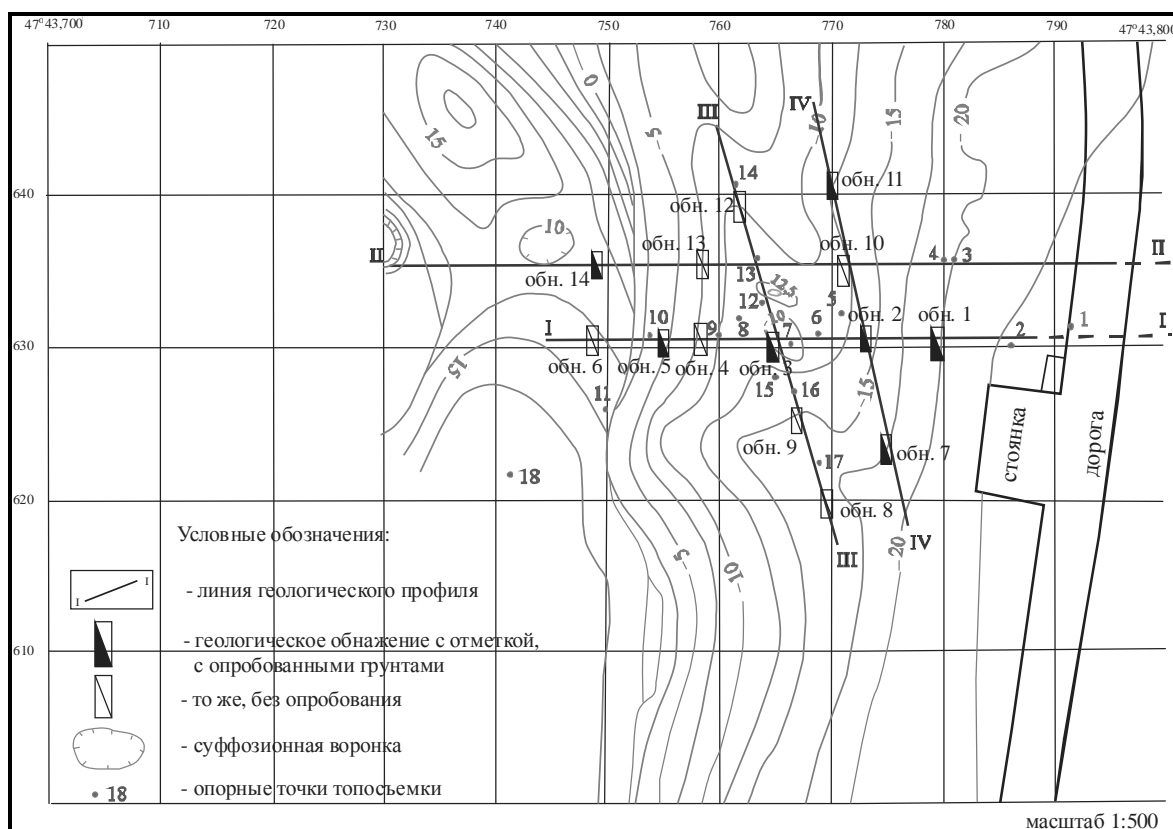 47°43,700 710 720 730 740 750 760 770 780 790 47°43,800
640
620
610
630
0
-15
-5
-10
-15
-20
III
IV
14
обн. 12
обн. 11
-10
обн. 13
обн. 10
II
II
обн. 14
13
4
3
12,5
12
5
-10
I
10
9
8
7
6
обн. 2
обн. 1
2
1
I
обн. 6
обн. 5
обн. 4
обн. 3
15
11
15
16
-15
обн. 9
17
обн. 7
18
обн. 8
-5
-10
III
-20
IV
стоянка
дорога
Условные обозначения:
I I - линия геологического профиля
- геологическое обнажение с отметкой,
с опробованными грунтами
- то же, без опробования
- суффозионная воронка
18 - опорные точки топосъемки
масштаб 1:500